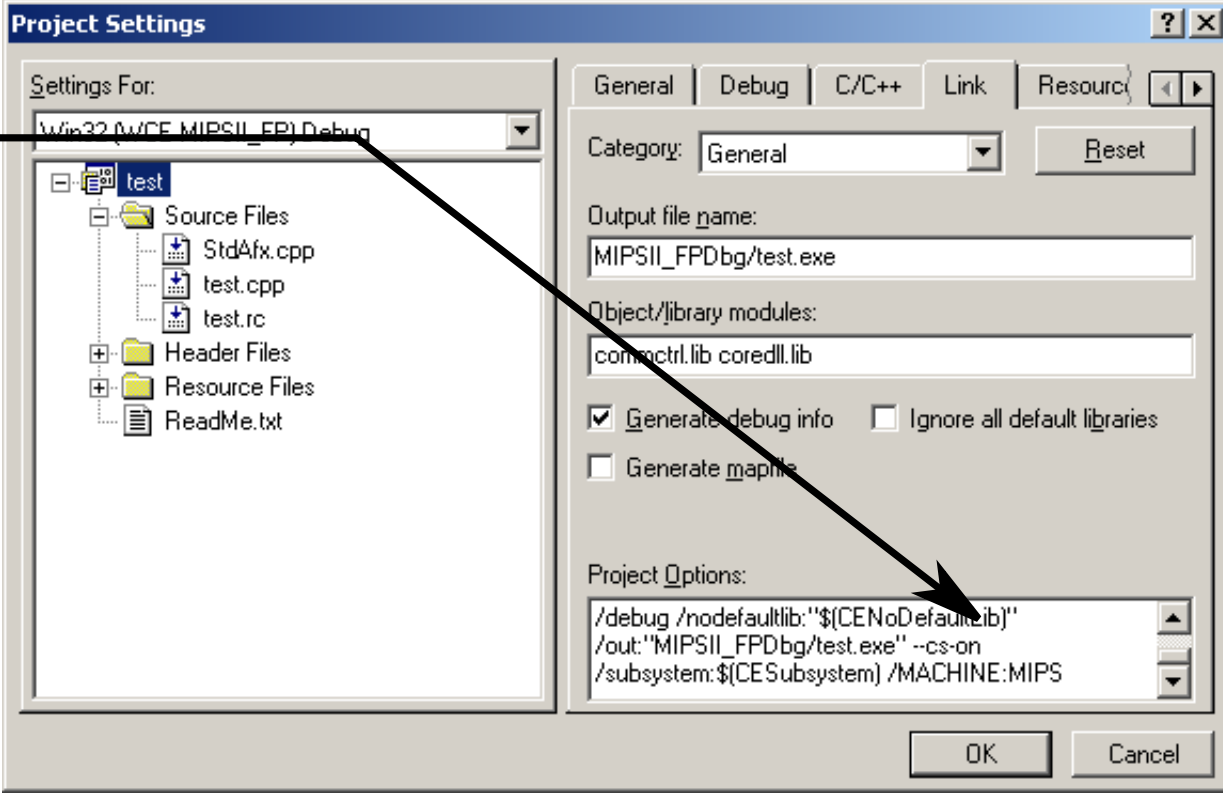 Project Settings
Settings For:
Win32 (WCE MIPSII_FP) Debug
test
Source Files
StdAfx.cpp
test.cpp
test.rc
Header Files
Resource Files
ReadMe.txt
General Debug C/C++ Link Resourc
Category: General Reset
Output file name:
MIPSII_FPDbg/test.exe
Object/library modules:
commctrl.lib coredll.lib
Generate debug info Ignore all default libraries
Generate mapfile
Project Options:
/debug /nodefaultlib:"$(CENoDefaultLib)"
/out:"MIPSII_FPDbg/test.exe" --cs-on
/subsystem:$(CESubsystem) /MACHINE:MIPS
OK Cancel